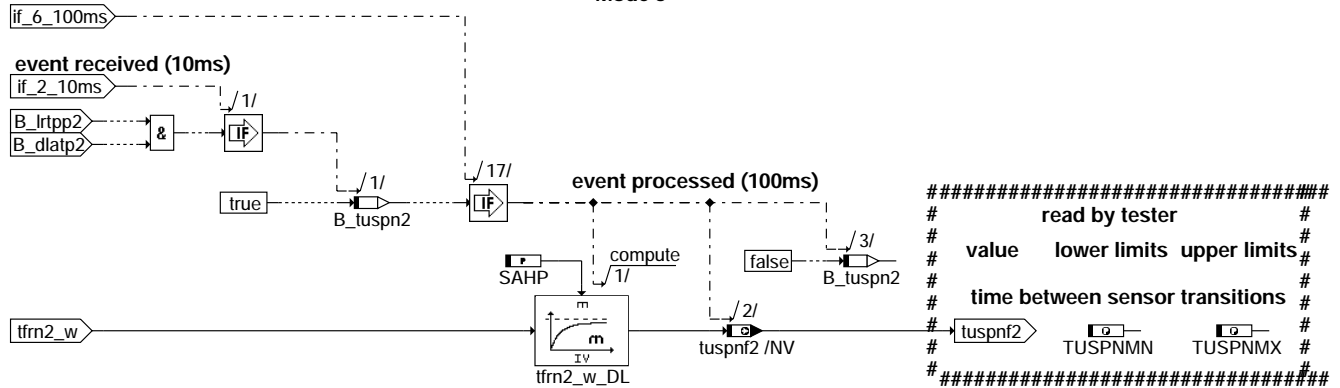 if_6_100ms
event received (10ms)
if_2_10ms
/1/
B_lrtpp2
B_dlatp2
&
IF
true
/1/
B_tuspn2
/17/
IF
event processed (100ms)
compute
1/
SAHP
false
/3/
B_tuspn2
tfrn2_w
tfrn2_w_DL
/2/
tuspnf2 /NV
##############################
read by tester
value lower limits upper limits
time between sensor transitions
tuspnf2
TUSPNMN
TUSPNMX
##############################